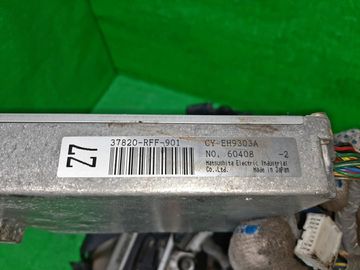 Z7
37820-RFF-901
CY-EH9303A
NO. 60408 -2
Matsushita Electric Industrial
Co.,Ltd. Made in Japan